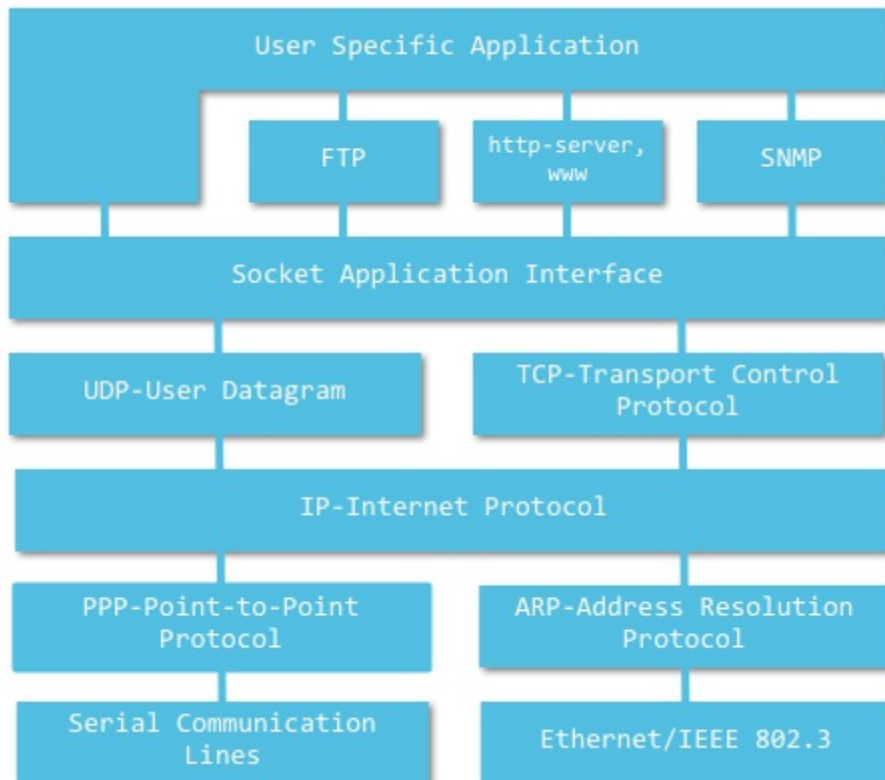 User Specific Application
FTP
http-server,
www
SNMP
Socket Application Interface
UDP-User Datagram
TCP-Transport Control
Protocol
IP-Internet Protocol
PPP-Point-to-Point
Protocol
ARP-Address Resolution
Protocol
Serial Communication
Lines
Ethernet/IEEE 802.3